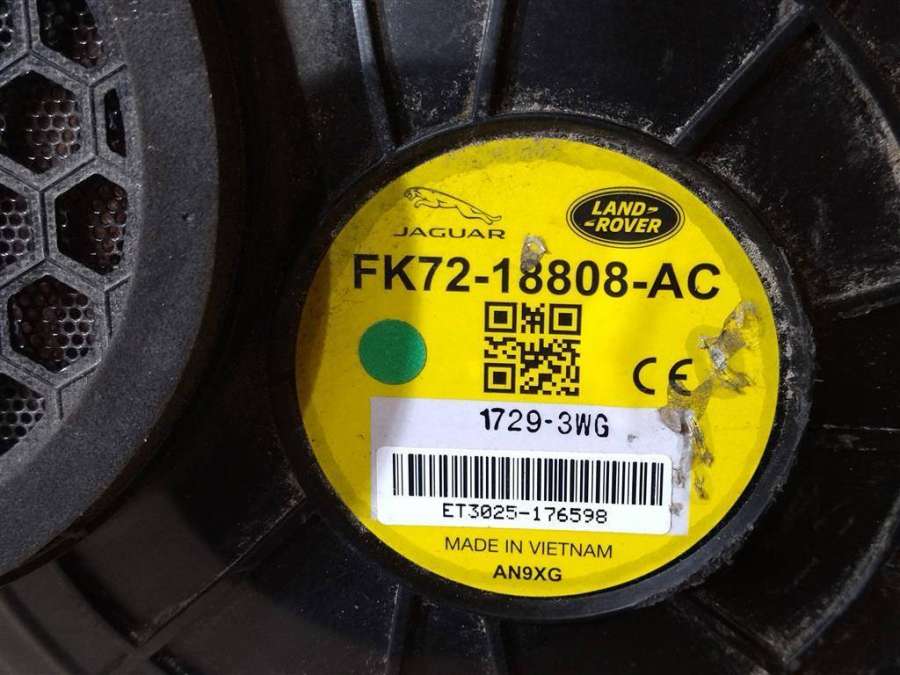 JAGUAR
LAND-
-ROVER
FK72-18808-AC
CE
1729-3WG
ET3025-176598
MADE IN VIETNAM
AN9XG